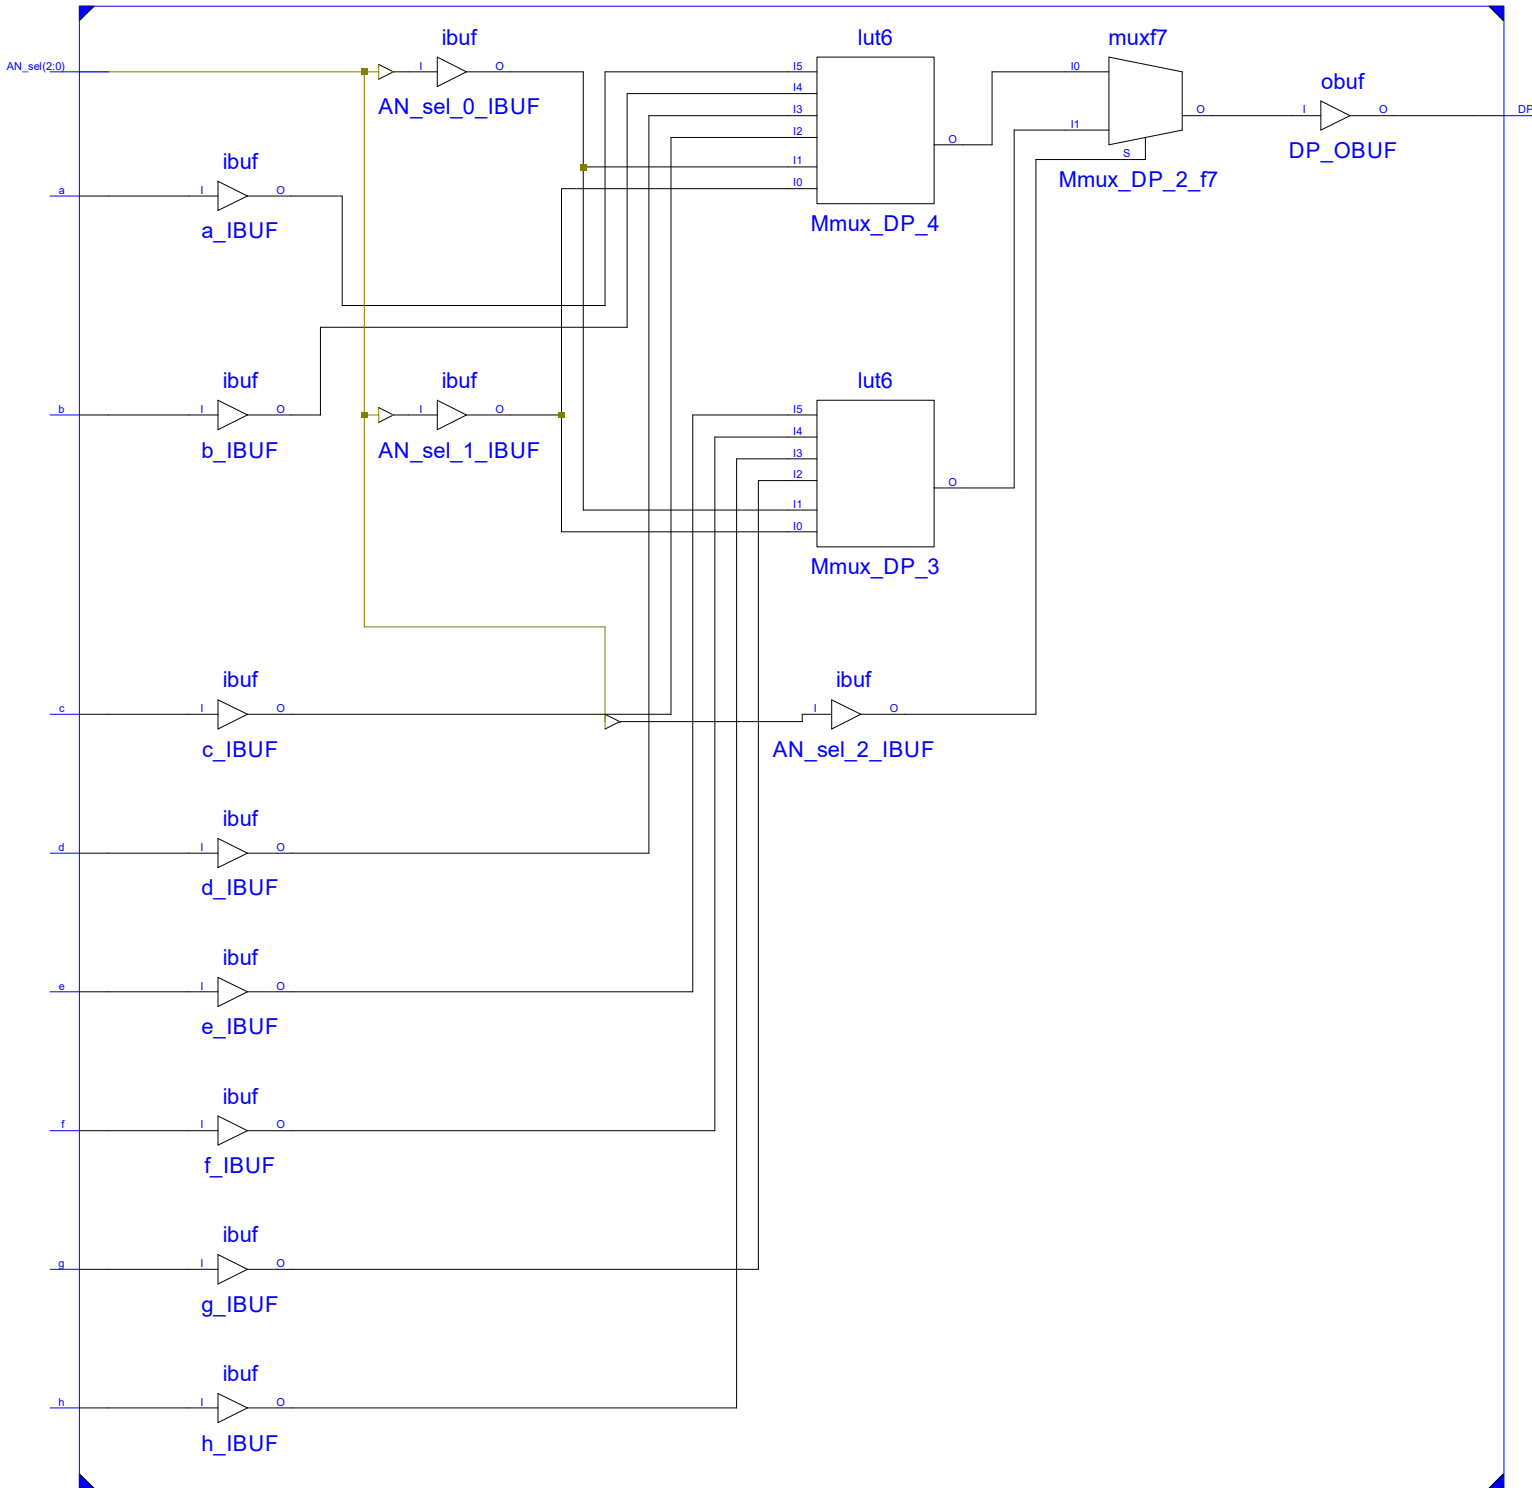 ibuf
lut6
muxf7
AN_sel(2:0)
I
O
I5
I0
obuf
AN_sel_0_IBUF
I4
I3
I
O
O
DP
I2
I1
O
DP_OBUF
ibuf
I1
S
Mmux_DP_2_f7
a
I
O
I0
a_IBUF
Mmux_DP_4
ibuf
ibuf
lut6
b
I
O
I
O
I5
b_IBUF
AN_sel_1_IBUF
I4
I3
I2
O
I1
I0
Mmux_DP_3
ibuf
ibuf
c
I
O
I
O
c_IBUF
AN_sel_2_IBUF
ibuf
d
I
O
d_IBUF
ibuf
e
I
O
e_IBUF
ibuf
f
I
O
f_IBUF
ibuf
g
I
O
g_IBUF
ibuf
h
I
O
h_IBUF